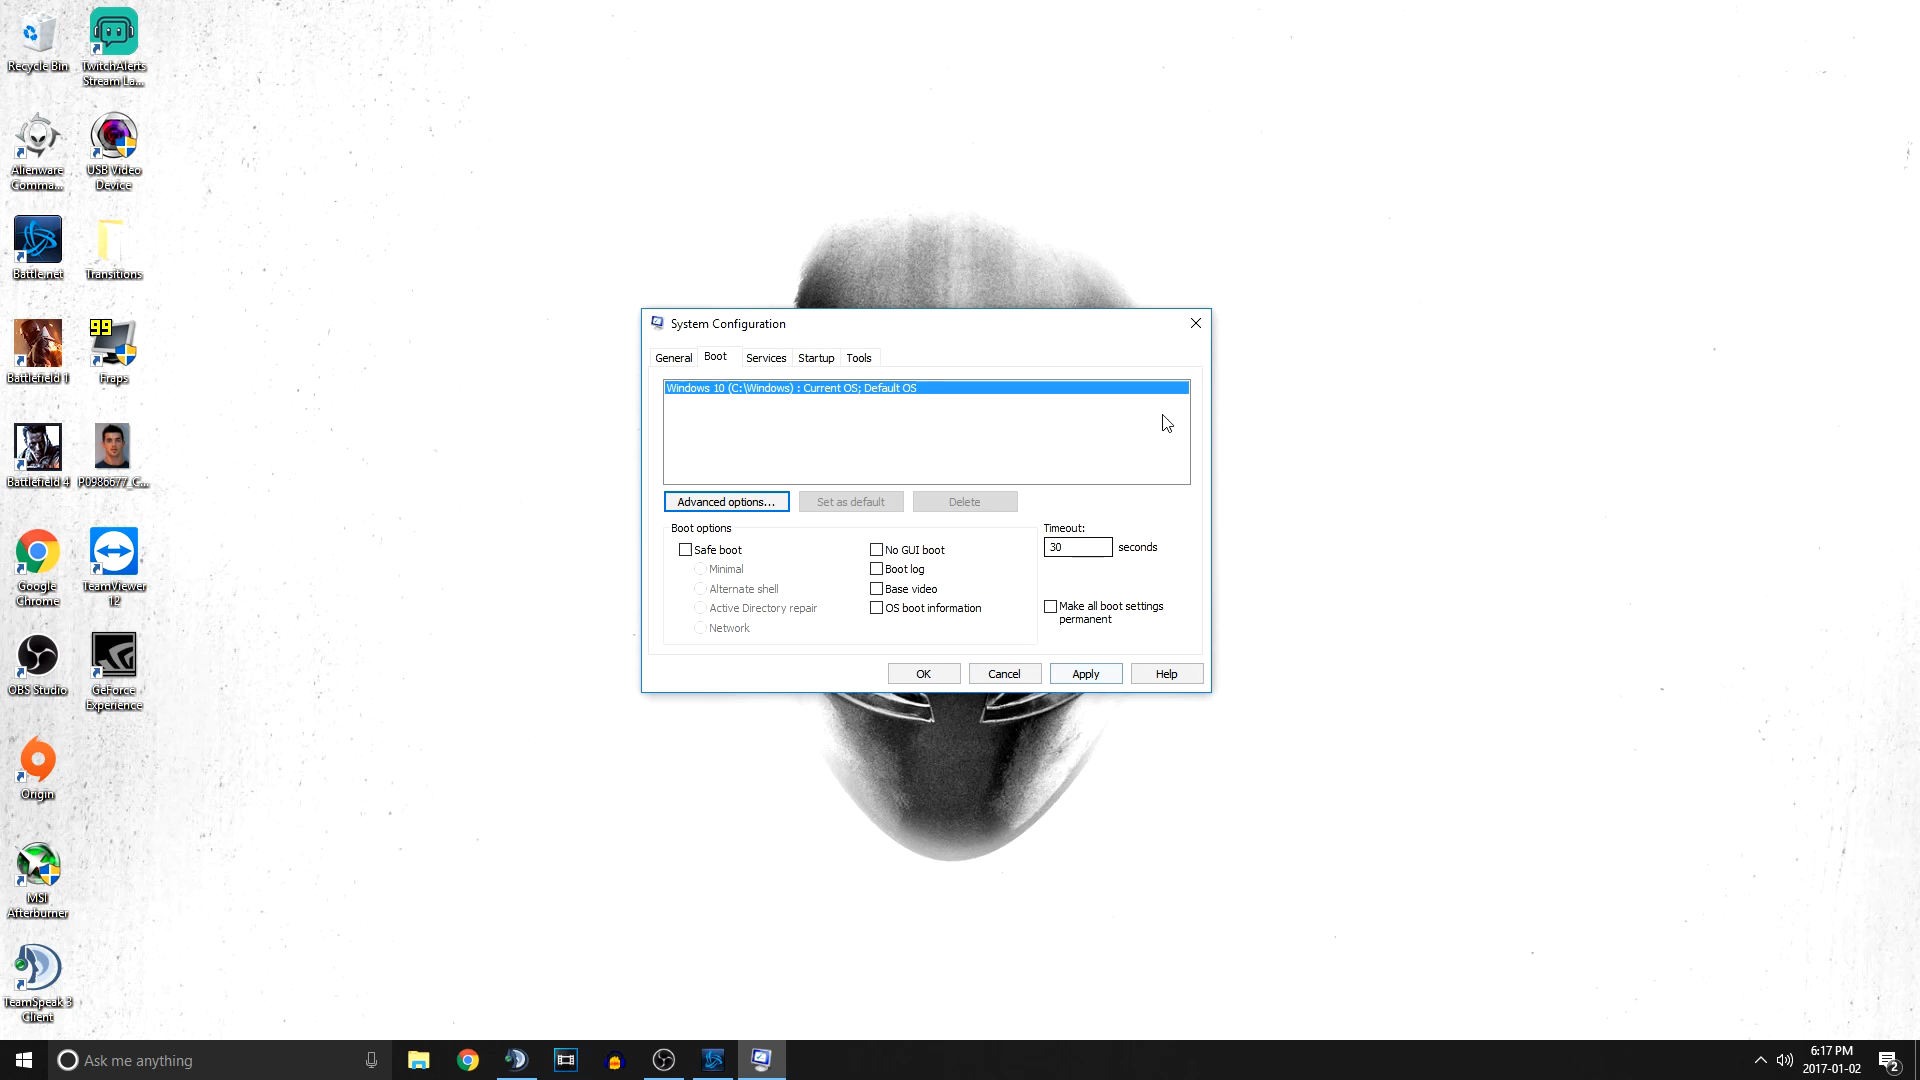 Recycle Bin
TwitchAlerts
Stream La...
Alienware
Comma...
USB Video
Device
Battle.net
Transitions
Battlefield 1
99
Fraps
Battlefield 4
P0986677_C...
Google
Chrome
TeamViewer
12
OBS Studio
GeForce
Experience
Origin
MSI
Afterburner
TeamSpeak 3
Client
System Configuration
General Boot Services Startup Tools
Windows 10 (C:\Windows) : Current OS; Default OS
Advanced options... Set as default Delete
Boot options
Safe boot
Minimal
Alternate shell
Active Directory repair
Network
No GUI boot
Boot log
Base video
OS boot information
Timeout:
30 seconds
Make all boot settings
permanent
OK Cancel Apply Help
Ask me anything
6:17 PM
2017-01-02
2